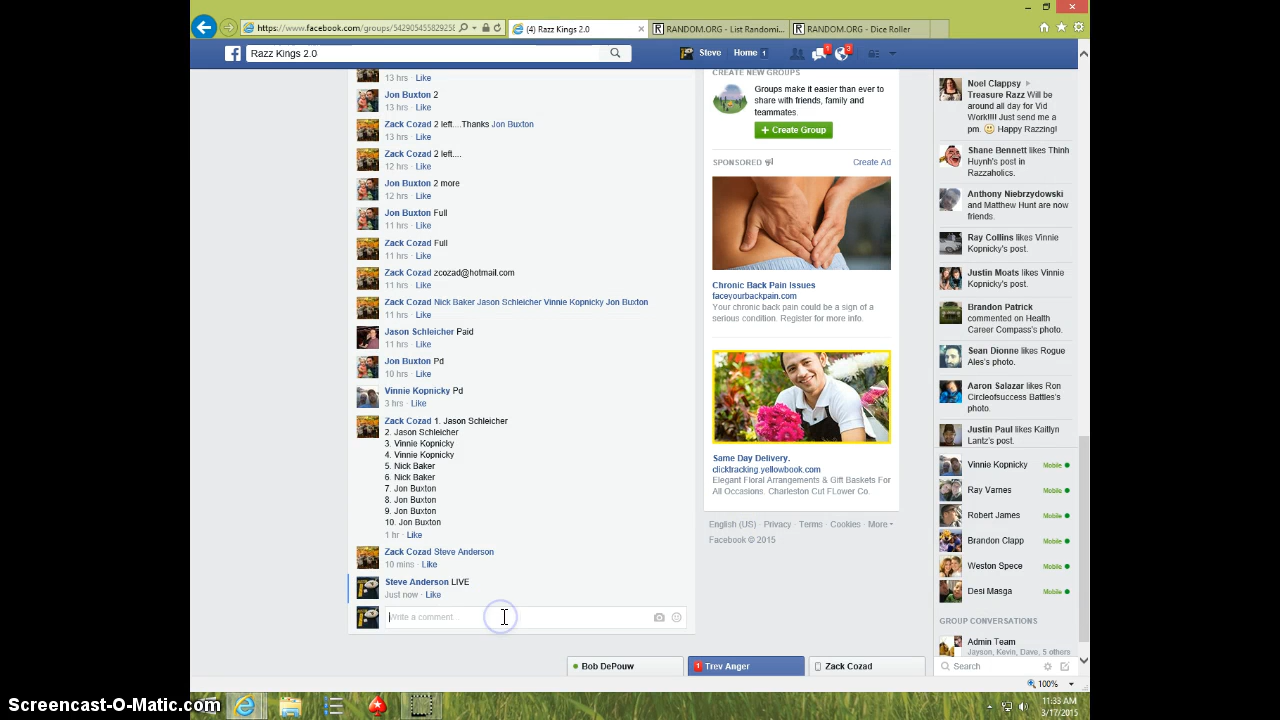 https://www.facebook.com/groups/54290545582925
(4) Razz Kings 2.0
RANDOM.ORG - List Randomi...
RANDOM.ORG - Dice Roller
Razz Kings 2.0
Steve
Home 1
1
3
13 hrs · Like
Jon Buxton 2
13 hrs · Like
Zack Cozad 2 left....Thanks Jon Buxton
13 hrs · Like
Zack Cozad 2 left....
12 hrs · Like
Jon Buxton 2 more
12 hrs · Like
Jon Buxton Full
11 hrs · Like
Zack Cozad Full
11 hrs · Like
Zack Cozad zcozad@hotmail.com
11 hrs · Like
Zack Cozad Nick Baker Jason Schleicher Vinnie Kopnicky Jon Buxton
11 hrs · Like
Jason Schleicher Paid
11 hrs · Like
Jon Buxton Pd
10 hrs · Like
Vinnie Kopnicky Pd
3 hrs · Like
Zack Cozad 1. Jason Schleicher
2. Jason Schleicher
3. Vinnie Kopnicky
4. Vinnie Kopnicky
5. Nick Baker
6. Nick Baker
7. Jon Buxton
8. Jon Buxton
9. Jon Buxton
10. Jon Buxton
1 hr · Like
Zack Cozad Steve Anderson
10 mins · Like
Steve Anderson LIVE
Just now · Like
Write a comment...
CREATE NEW GROUPS
Groups make it easier than ever to
share with friends, family and
teammates.
+ Create Group
SPONSORED
Create Ad
Chronic Back Pain Issues
faceyourbackpain.com
Your chronic back pain could be a sign of a
serious condition. Register for more info.
Same Day Delivery.
clicktracking.yellowbook.com
Elegant Floral Arrangements & Gift Baskets For
All Occasions. Charleston Cut FLower Co.
English (US) · Privacy · Terms · Cookies · More
Facebook © 2015
Noel Clappsy ▸
Treasure Razz Will be
around all day for Vid
Work!!!! Just send me a
pm. Happy Razzing!
Shane Bennett likes Thinh
Huynh's post in
Razzaholics.
Anthony Niebrzydowski
and Matthew Hunt are now
friends.
Ray Collins likes Vinnie
Kopnicky's post.
Justin Moats likes Vinnie
Kopnicky's post.
Brandon Patrick
commented on Health
Career Compass's photo.
Sean Dionne likes Rogue
Ales's photo.
Aaron Salazar likes Ron
Circleofsuccess Battles's
photo.
Justin Paul likes Kaitlyn
Lantz's post.
Vinnie Kopnicky Mobile
Ray Varnes Mobile
Robert James Mobile
Brandon Clapp Mobile
Weston Spece Mobile
Desi Masga Mobile
GROUP CONVERSATIONS
Admin Team
Jayson, Kevin, Dave, 5 others
Search
Bob DePouw
1 Trev Anger
Zack Cozad
100%
11:33 AM
3/17/2015
Screencast-O-Matic.com